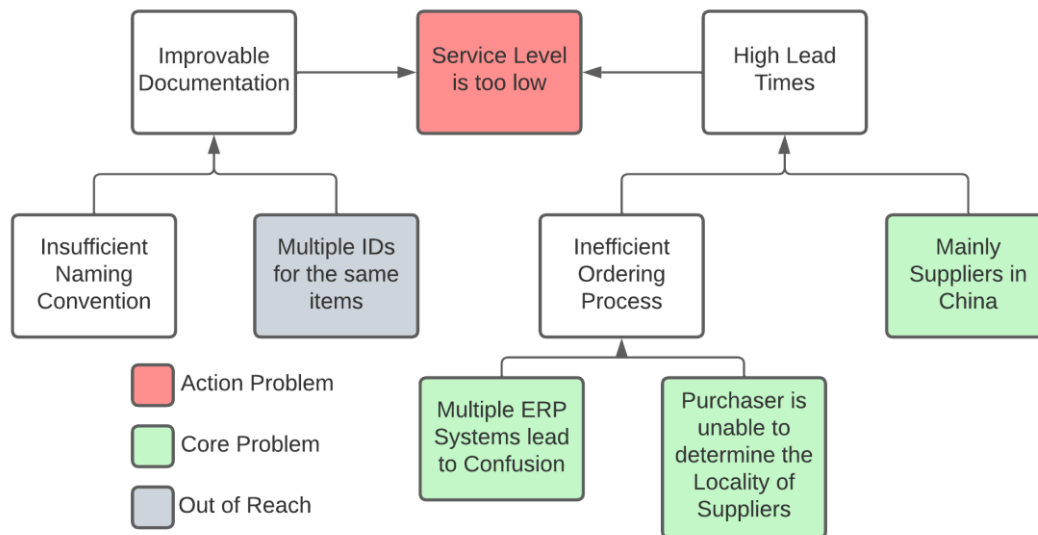 Improvable
Documentation
Service Level
is too low
High Lead
Times
Insufficient
Naming
Convention
Multiple IDs
for the same
items
Inefficient
Ordering
Process
Mainly
Suppliers in
China
Action Problem
Core Problem
Out of Reach
Multiple ERP
Systems lead
to Confusion
Purchaser is
unable to
determine the
Locality of
Suppliers